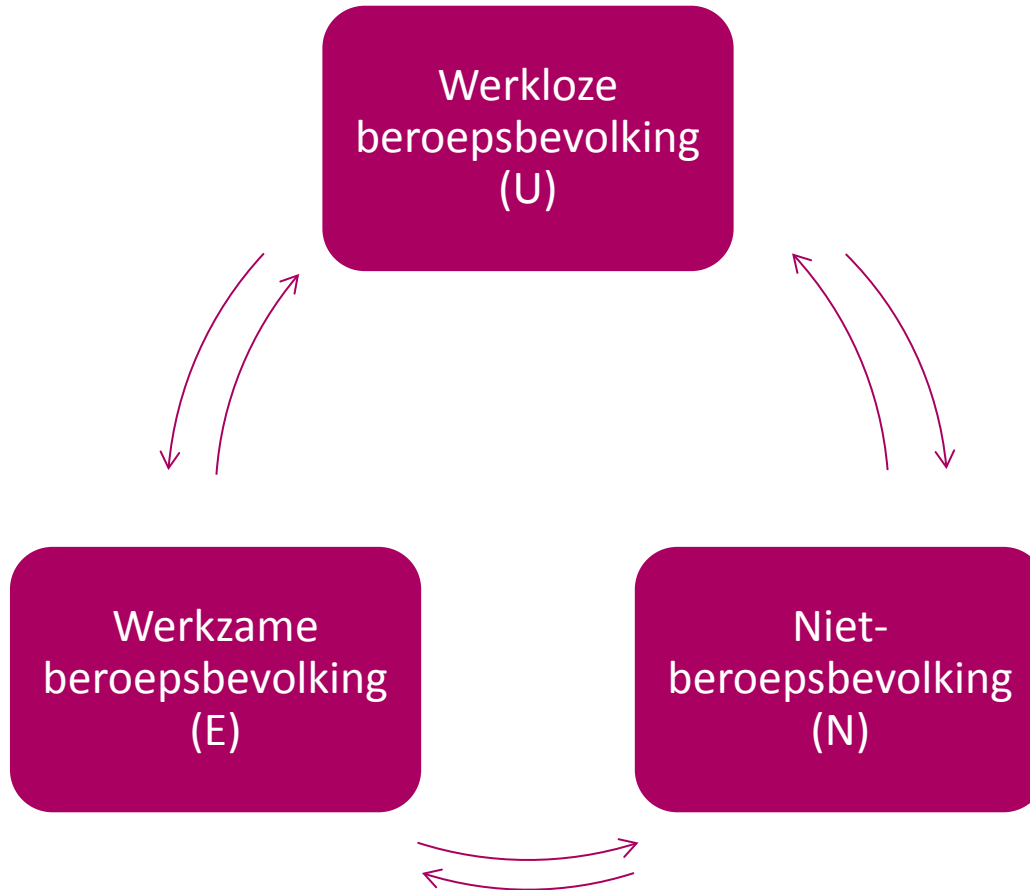 Werkloze
beroepsbevolking
(U)
Werkzame
beroepsbevolking
(E)
Niet-
beroepsbevolking
(N)